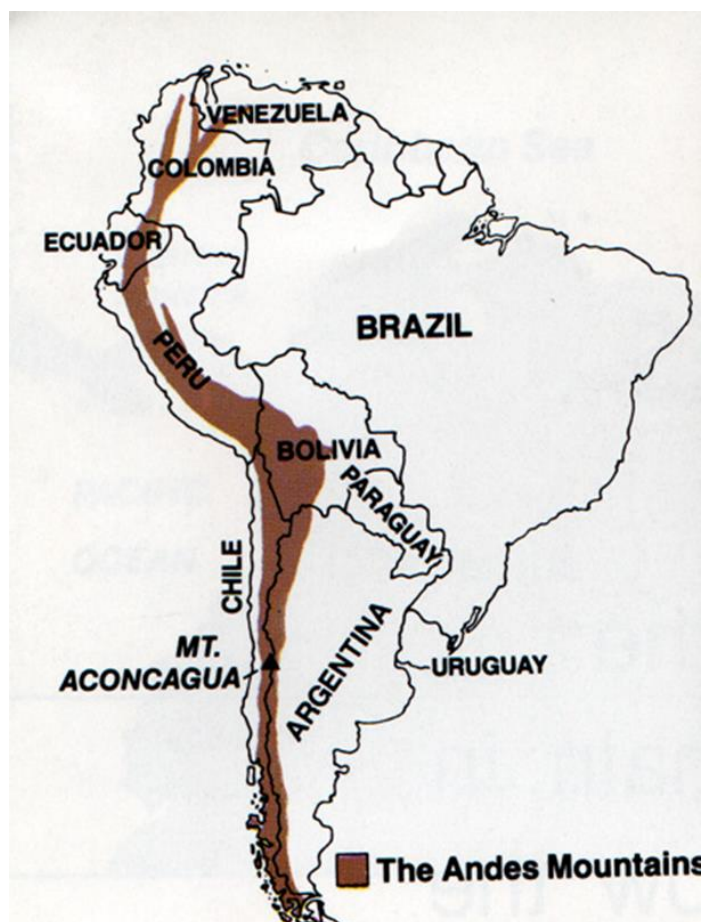 VENEZUELA
COLOMBIA
ECUADOR
PERU
BRAZIL
BOLIVIA
PARAGUAY
CHILE
MT.
ACONCAGUA
ARGENTINA
URUGUAY
The Andes Mountains